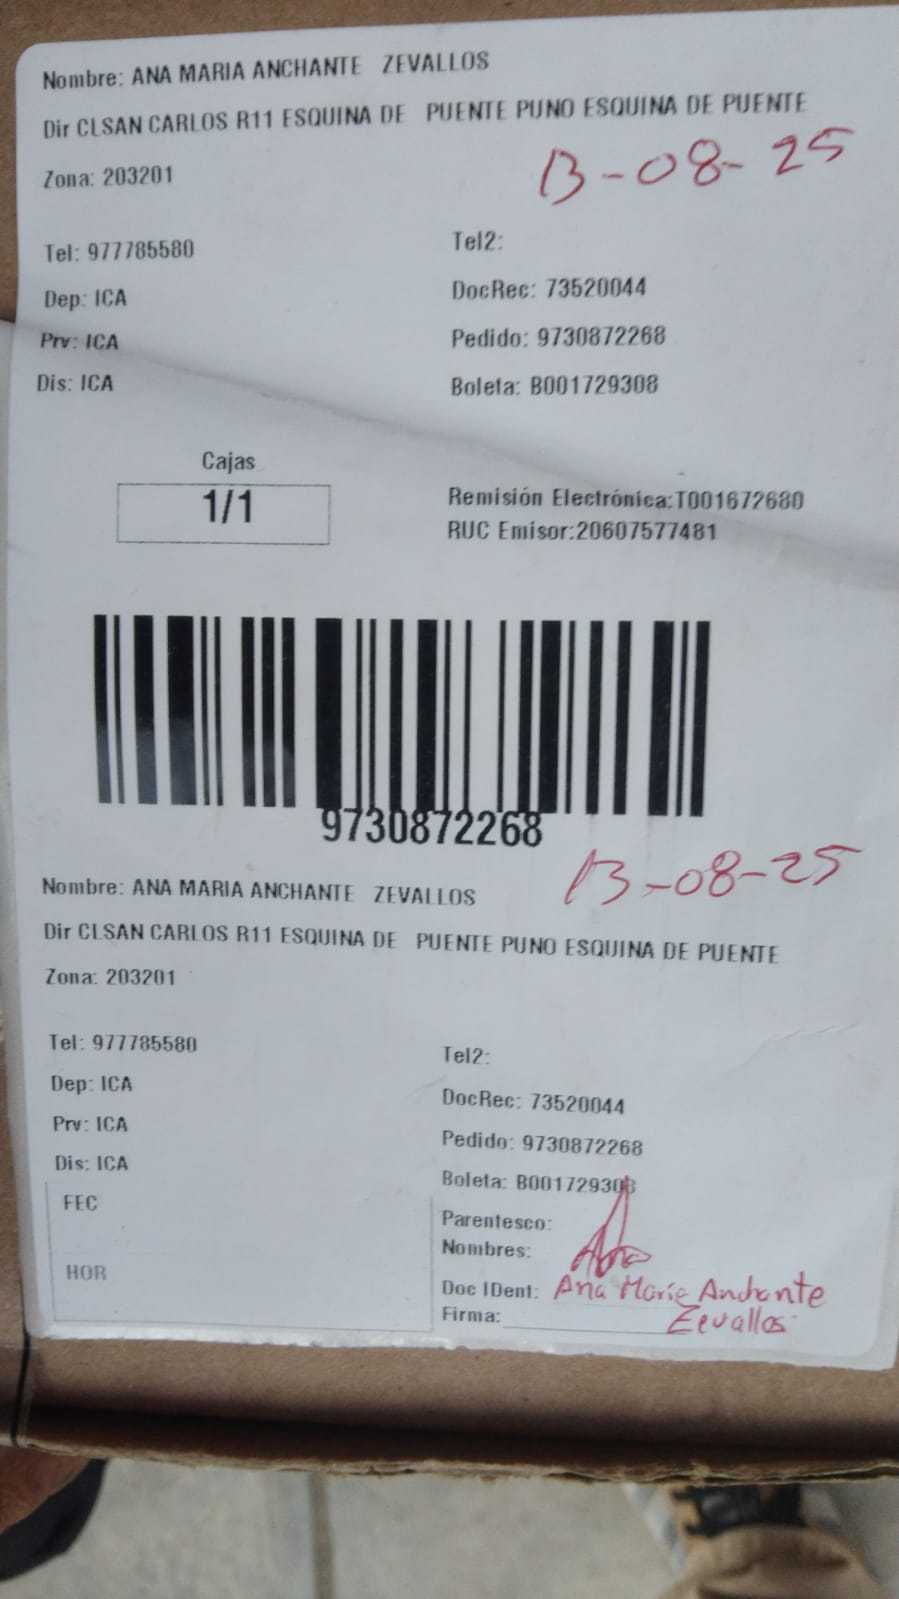 Nombre: ANA MARIA ANCHANTE ZEVALLOS
Dir CLSAN CARLOS R11 ESQUINA DE PUENTE PUNO ESQUINA DE PUENTE
13-08-25
Zona: 203201
Tel: 977785580 Tel2:
Dep: ICA DocRec: 73520044
Prv: ICA Pedido: 9730872268
Dis: ICA Boleta: B001729308
Cajas
1/1
Remisión Electrónica:T001672680
RUC Emisor:20607577481
9730872268
13-08-25
Nombre: ANA MARIA ANCHANTE ZEVALLOS
Dir CLSAN CARLOS R11 ESQUINA DE PUENTE PUNO ESQUINA DE PUENTE
Zona: 203201
Tel: 977785580 Tel2:
Dep: ICA DocRec: 73520044
Prv: ICA Pedido: 9730872268
Dis: ICA Boleta: B001729308
FEC
HOR
Parentesco:
Nombres:
Doc IDent: Ana Maria Anchante
Firma: Zevallos